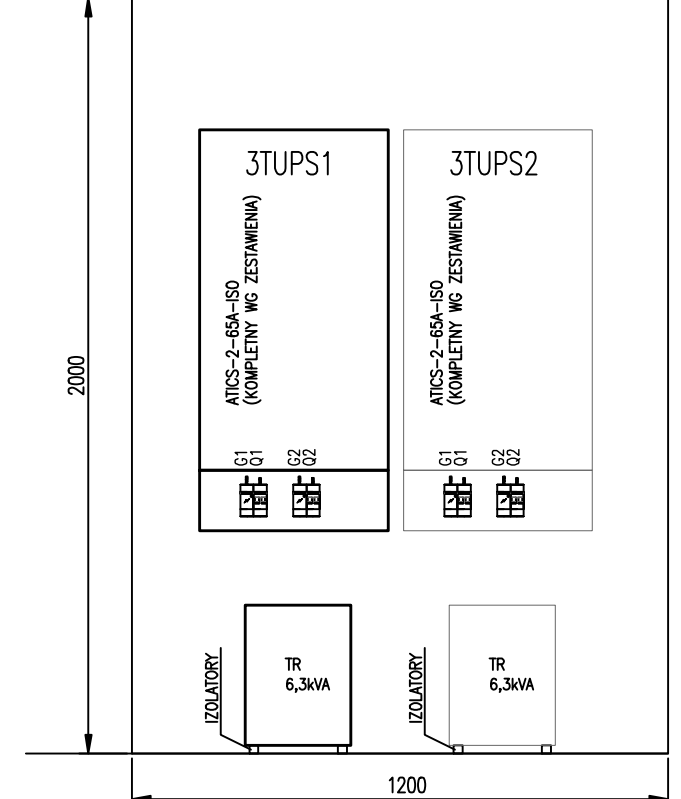 3TUPS1
ATICS-2-65A-ISO
(KOMPLETNY WG ZESTAWIENIA)
G1
Q1
G2
Q2
3TUPS2
ATICS-2-65A-ISO
(KOMPLETNY WG ZESTAWIENIA)
G1
Q1
G2
Q2
2000
IZOLATORY
TR
6,3kVA
IZOLATORY
TR
6,3kVA
1200